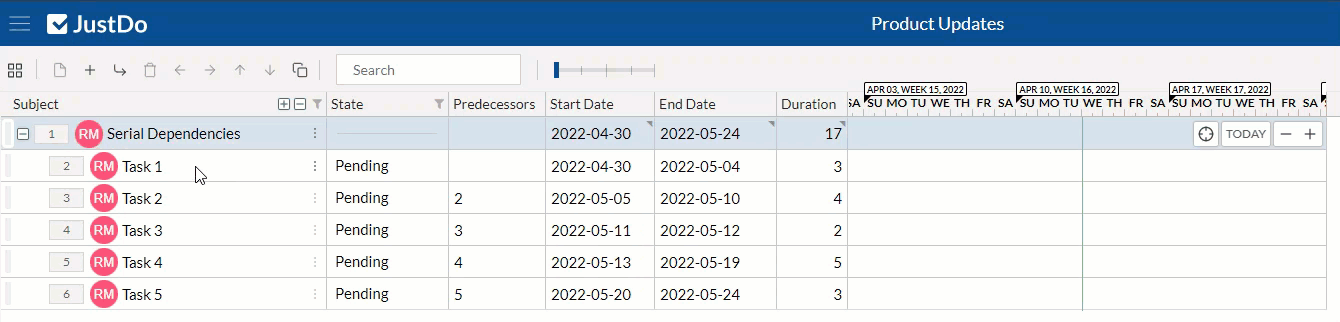 JustDo
Product Updates
Search
APR 03, WEEK 15, 2022 APR 10, WEEK 16, 2022 APR 17, WEEK 17, 2022
Subject State Predecessors Start Date End Date Duration SA SU MO TU WE TH FR SA SU MO TU WE TH FR SA SU MO TU WE TH FR SA
1 RM Serial Dependencies 2022-04-30 2022-05-24 17 TODAY
2 RM Task 1 Pending 2022-04-30 2022-05-04 3
3 RM Task 2 Pending 2 2022-05-05 2022-05-10 4
4 RM Task 3 Pending 3 2022-05-11 2022-05-12 2
5 RM Task 4 Pending 4 2022-05-13 2022-05-19 5
6 RM Task 5 Pending 5 2022-05-20 2022-05-24 3